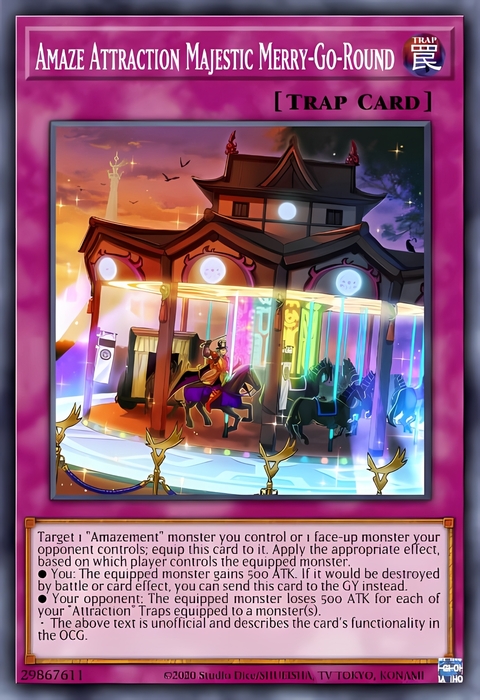 AMAZE ATTRACTION MAJESTIC MERRY-GO-ROUND
TRAP
罠
[TRAP CARD]
Target 1 "Amazement" monster you control or 1 face-up monster your
opponent controls; equip this card to it. Apply the appropriate effect,
based on which player controls the equipped monster.
● You: The equipped monster gains 500 ATK. If it would be destroyed
by battle or card effect, you can send this card to the GY instead.
● Your opponent: The equipped monster loses 500 ATK for each of
your "Attraction" Traps equipped to a monster(s).
- The above text is unofficial and describes the card's functionality in
the OCG.
29867611
©2020 Studio Dice/SHUEISHA, TV TOKYO, KONAMI